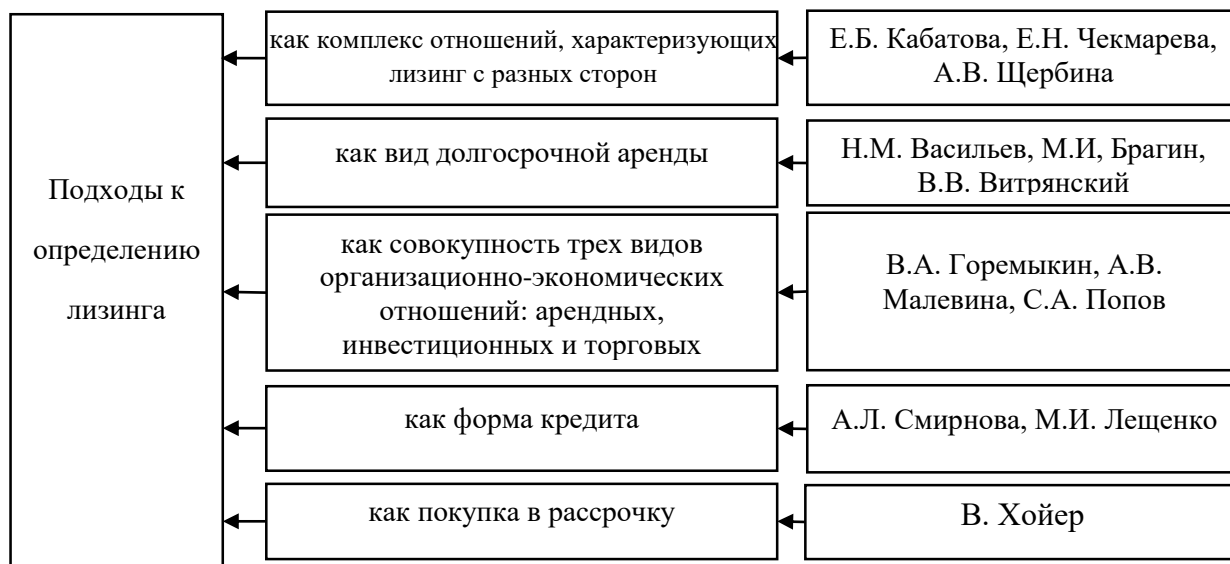 Подходы к
определению
лизинга
как комплекс отношений, характеризующих
лизинг с разных сторон
Е.Б. Кабатова, Е.Н. Чекмарева,
А.В. Щербина
как вид долгосрочной аренды
Н.М. Васильев, М.И, Брагин,
В.В. Витрянский
как совокупность трех видов
организационно-экономических
отношений: арендных,
инвестиционных и торговых
В.А. Горемыкин, А.В.
Малевина, С.А. Попов
как форма кредита
А.Л. Смирнова, М.И. Лещенко
как покупка в рассрочку
В. Хойер